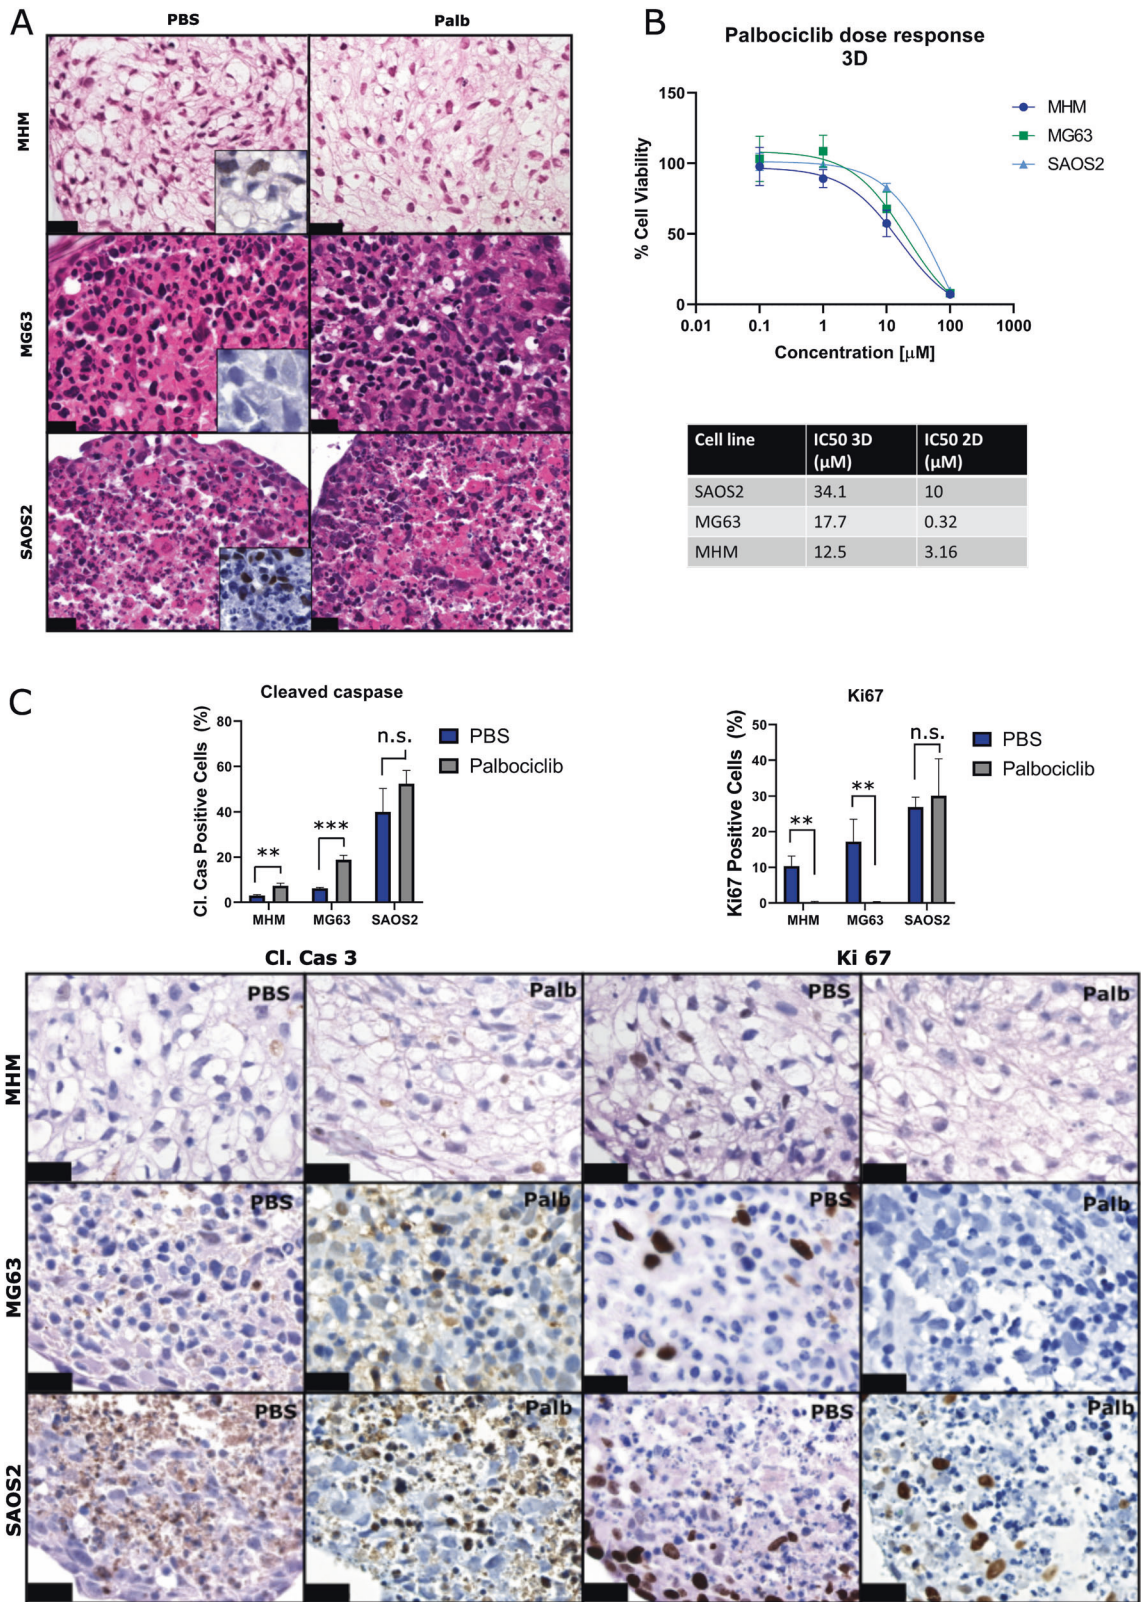 A
PBS
Palb
MHM
MG63
SAOS2
B
Palbociclib dose response
3D
% Cell Viability
150
100
50
0
0.01
0.1
1
10
100
1000
Concentration [μM]
MHM
MG63
SAOS2
Cell line
IC50 3D
(μM)
IC50 2D
(μM)
SAOS2
34.1
10
MG63
17.7
0.32
MHM
12.5
3.16
C
Cleaved caspase
Cl. Cas Positive Cells (%)
80
60
40
20
0
**
***
n.s.
MHM
MG63
SAOS2
PBS
Palbociclib
Ki67
Ki67 Positive Cells (%)
50
40
30
20
10
0
**
**
n.s.
MHM
MG63
SAOS2
PBS
Palbociclib
Cl. Cas 3
Ki 67
MHM
PBS
Palb
PBS
Palb
MG63
PBS
Palb
PBS
Palb
SAOS2
PBS
Palb
PBS
Palb